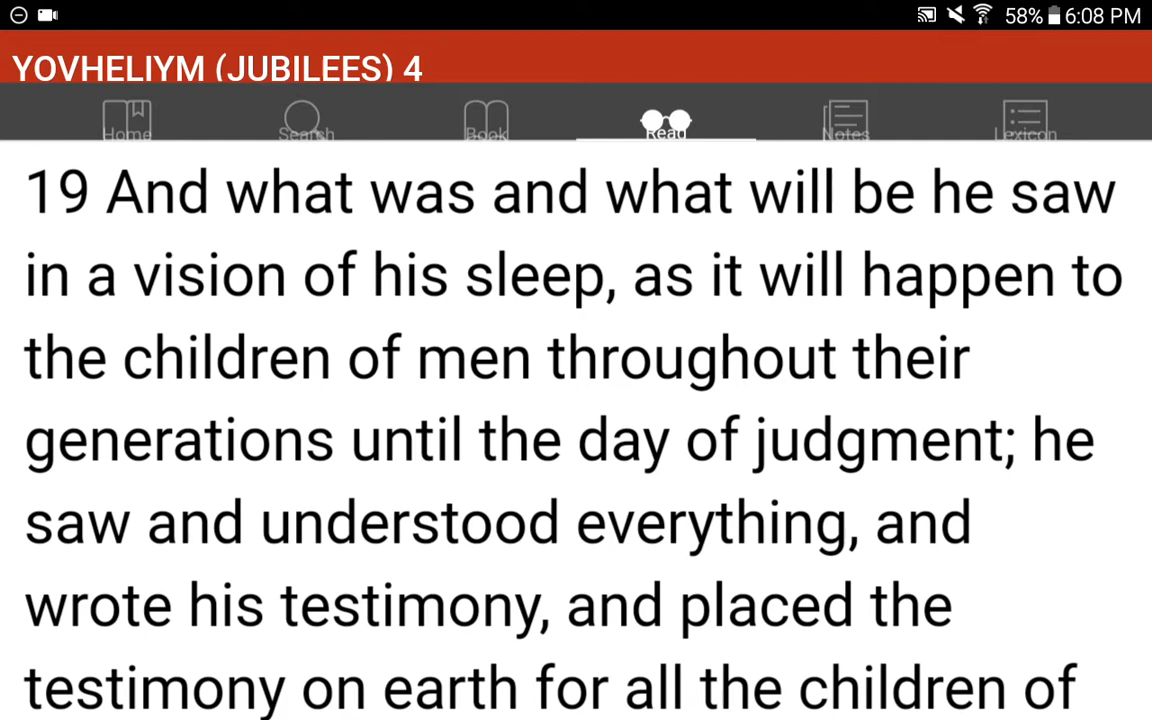 58% 6:08 PM
YOVHELIYM (JUBILEES) 4
Home Search Book Read Notes Lexicon
19 And what was and what will be he saw
in a vision of his sleep, as it will happen to
the children of men throughout their
generations until the day of judgment; he
saw and understood everything, and
wrote his testimony, and placed the
testimony on earth for all the children of